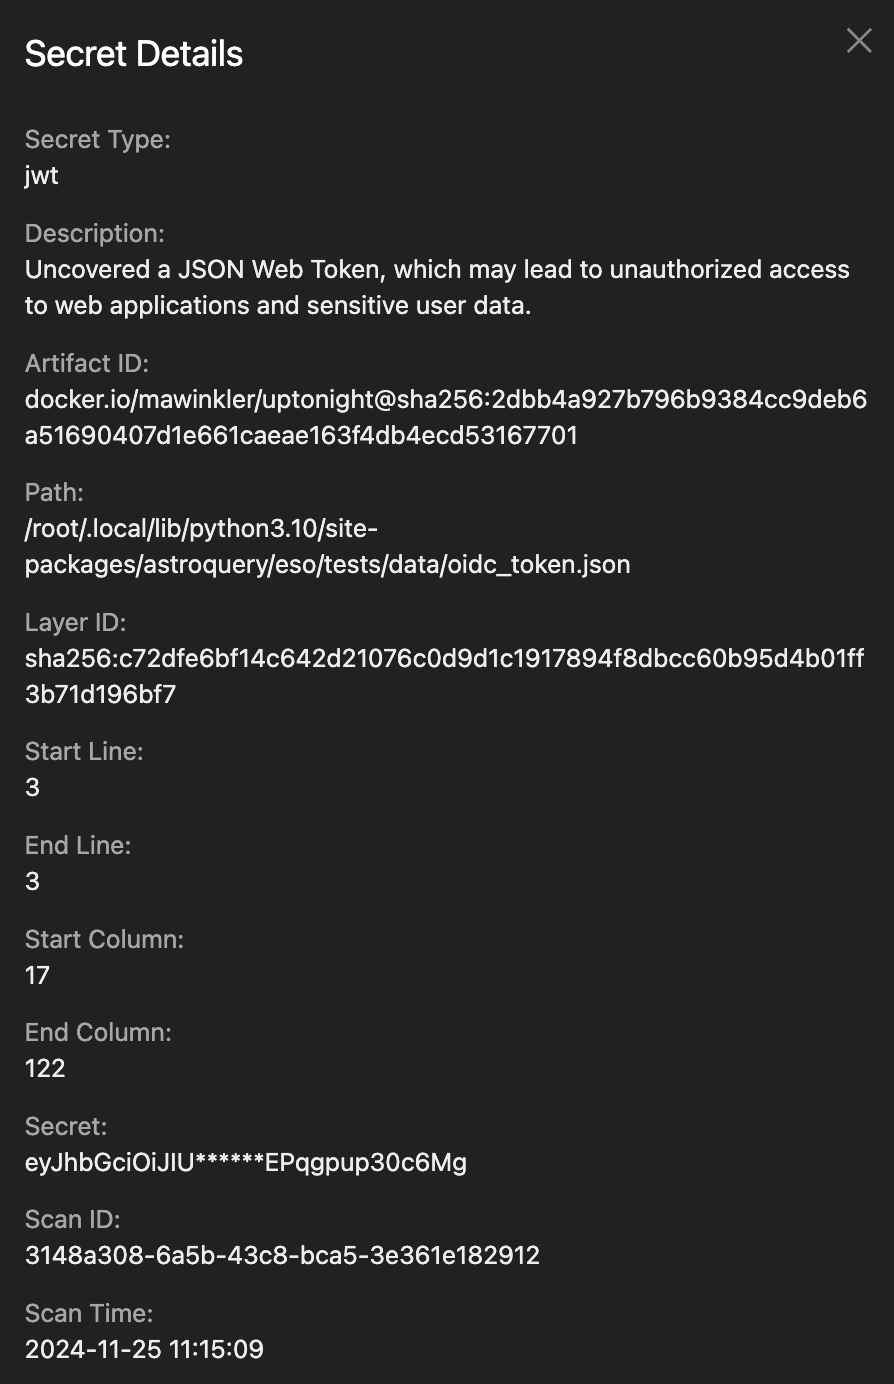 Secret Details
Secret Type:
jwt
Description:
Uncovered a JSON Web Token, which may lead to unauthorized access
to web applications and sensitive user data.
Artifact ID:
docker.io/mawinkler/uptonight@sha256:2dbb4a927b796b9384cc9deb6
a51690407d1e661caeae163f4db4ecd53167701
Path:
/root/.local/lib/python3.10/site-
packages/astroquery/eso/tests/data/oidc_token.json
Layer ID:
sha256:c72dfe6bf14c642d21076c0d9d1c1917894f8dbcc60b95d4b01ff
3b71d196bf7
Start Line:
3
End Line:
3
Start Column:
17
End Column:
122
Secret:
eyJhbGciOiJIU******EPqgpup30c6Mg
Scan ID:
3148a308-6a5b-43c8-bca5-3e361e182912
Scan Time:
2024-11-25 11:15:09